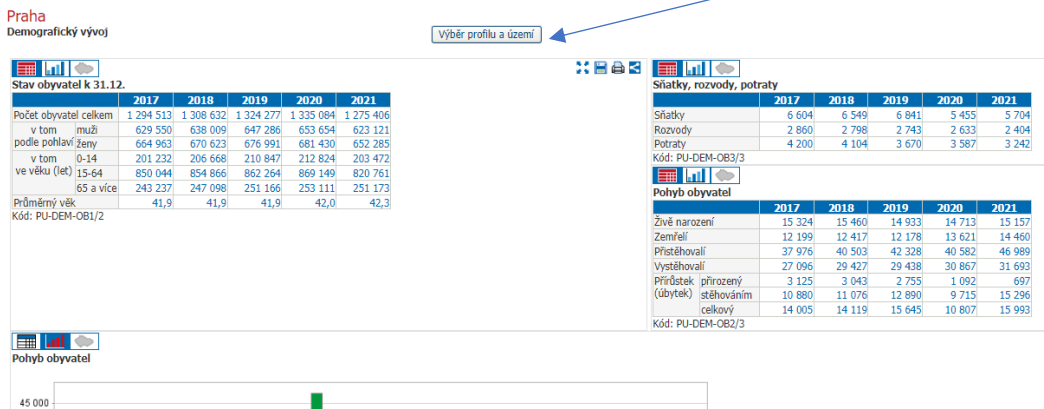 Praha
Demografický vývoj
Výběr profilu a území
Stav obyvatel k 31.12.
2017 2018 2019 2020 2021
Počet obyvatel celkem 1 294 513 1 308 632 1 324 277 1 335 084 1 275 406
v tom podle pohlaví muži 629 550 638 009 647 286 653 654 623 121
ženy 664 963 670 623 676 991 681 430 652 285
v tom ve věku (let) 0-14 201 232 206 668 210 847 212 824 203 472
15-64 850 044 854 866 862 264 869 149 820 761
65 a více 243 237 247 098 251 166 253 111 251 173
Průměrný věk 41,9 41,9 41,9 42,0 42,3
Kód: PU-DEM-OB1/2
Sňatky, rozvody, potraty
2017 2018 2019 2020 2021
Sňatky 6 604 6 549 6 841 5 455 5 704
Rozvody 2 860 2 798 2 743 2 633 2 404
Potraty 4 200 4 104 3 670 3 587 3 242
Kód: PU-DEM-OB3/3
Pohyb obyvatel
2017 2018 2019 2020 2021
Živě narození 15 324 15 460 14 933 14 713 15 157
Zemřelí 12 199 12 417 12 178 13 621 14 460
Přistěhovalí 37 976 40 503 42 328 40 582 46 989
Vystěhovalí 27 096 29 427 29 438 30 867 31 693
Přírůstek (úbytek) přirozený 3 125 3 043 2 755 1 092 697
stěhováním 10 880 11 076 12 890 9 715 15 296
celkový 14 005 14 119 15 645 10 807 15 993
Kód: PU-DEM-OB2/3
Pohyb obyvatel
45 000